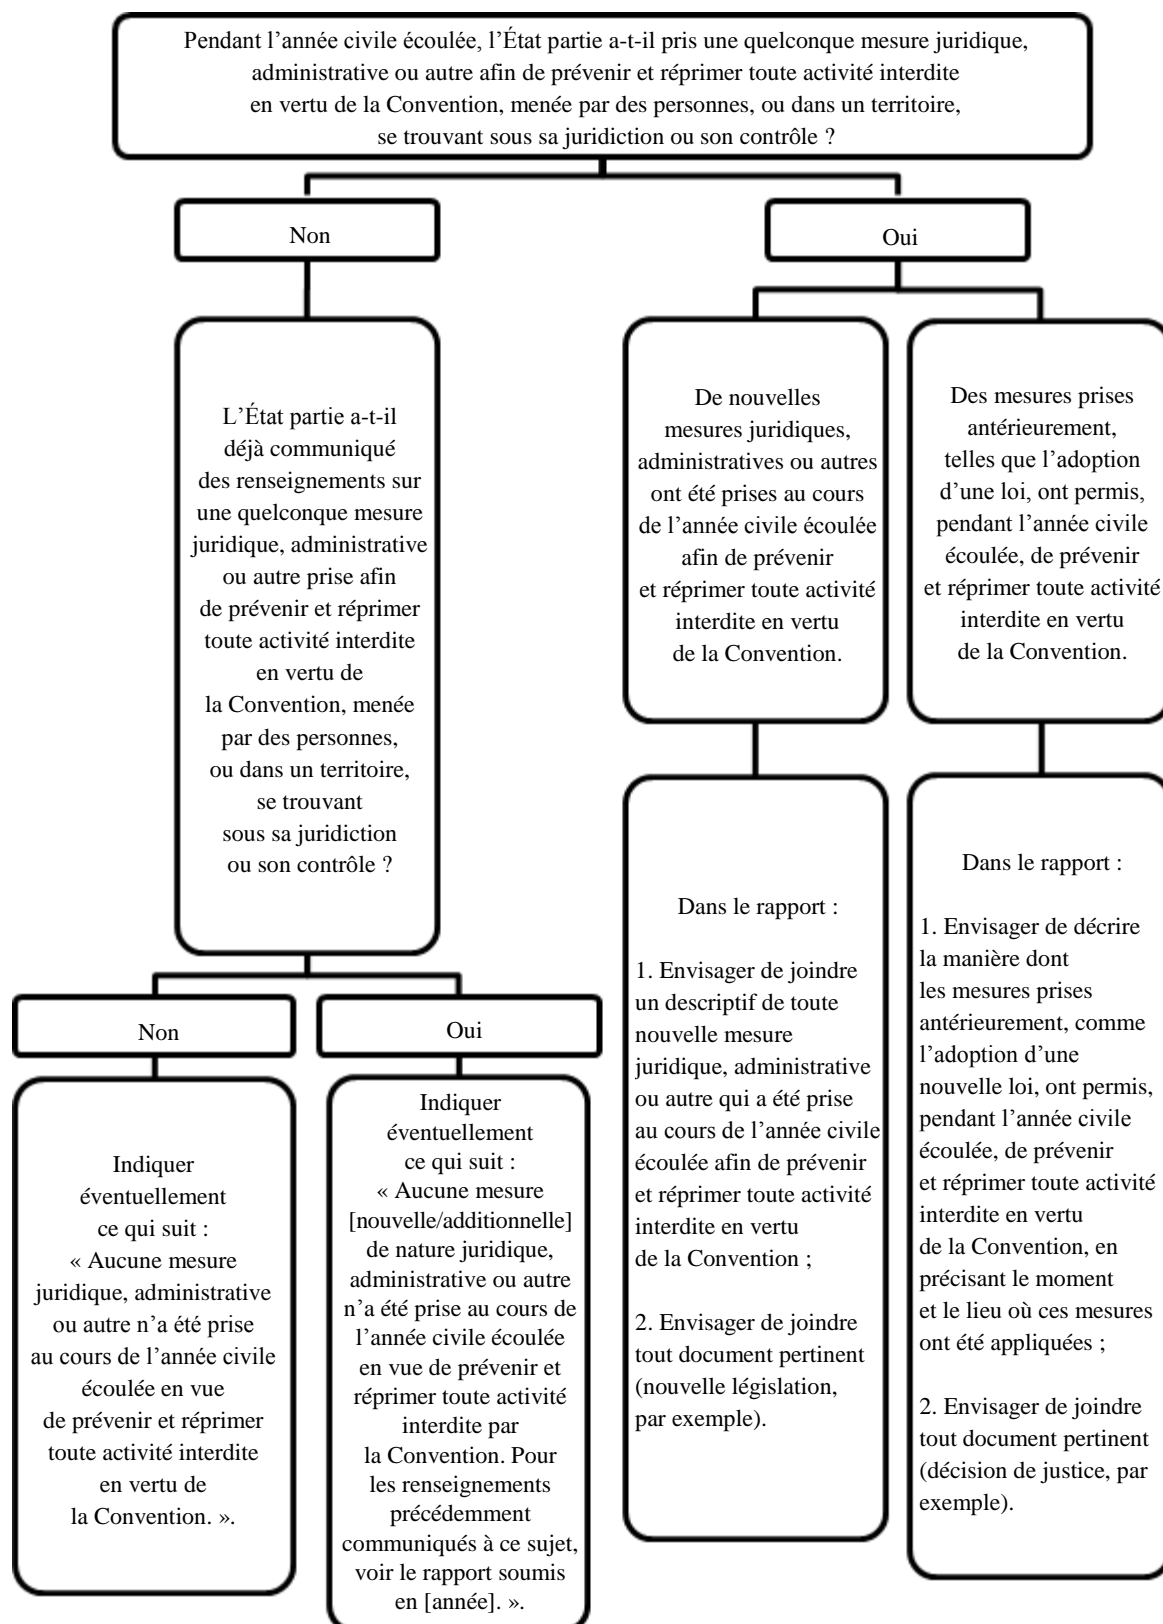 Pendant l’année civile écoulée, l’État partie a-t-il pris une quelconque mesure juridique,
administrative ou autre afin de prévenir et réprimer toute activité interdite
en vertu de la Convention, menée par des personnes, ou dans un territoire,
se trouvant sous sa juridiction ou son contrôle ?
Non
L’État partie a-t-il
déjà communiqué
des renseignements sur
une quelconque mesure
juridique, administrative
ou autre prise afin
de prévenir et réprimer
toute activité interdite
en vertu de
la Convention, menée
par des personnes,
ou dans un territoire,
se trouvant
sous sa juridiction
ou son contrôle ?
Non
Indiquer
éventuellement
ce qui suit :
« Aucune mesure
juridique, administrative
ou autre n’a été prise
au cours de l’année civile
écoulée en vue
de prévenir et réprimer
toute activité interdite
en vertu de
la Convention. ».
Oui
Indiquer
éventuellement
ce qui suit :
« Aucune mesure
[nouvelle/additionnelle]
de nature juridique,
administrative ou autre
n’a été prise au cours de
l’année civile écoulée
en vue de prévenir et
réprimer toute activité
interdite par
la Convention. Pour
les renseignements
précédemment
communiqués à ce sujet,
voir le rapport soumis
en [année]. ».
Oui
De nouvelles
mesures juridiques,
administratives ou autres
ont été prises au cours
de l’année civile écoulée
afin de prévenir
et réprimer toute activité
interdite en vertu
de la Convention.
Dans le rapport :
1. Envisager de joindre
un descriptif de toute
nouvelle mesure
juridique, administrative
ou autre qui a été prise
au cours de l’année civile
écoulée afin de prévenir
et réprimer toute activité
interdite en vertu
de la Convention ;
2. Envisager de joindre
tout document pertinent
(nouvelle législation,
par exemple).
Des mesures prises
antérieurement,
telles que l’adoption
d’une loi, ont permis,
pendant l’année civile
écoulée, de prévenir
et réprimer toute activité
interdite en vertu
de la Convention.
Dans le rapport :
1. Envisager de décrire
la manière dont
les mesures prises
antérieurement, comme
l’adoption d’une
nouvelle loi, ont permis,
pendant l’année civile
écoulée, de prévenir
et réprimer toute activité
interdite en vertu
de la Convention, en
précisant le moment
et le lieu où ces mesures
ont été appliquées ;
2. Envisager de joindre
tout document pertinent
(décision de justice, par
exemple).